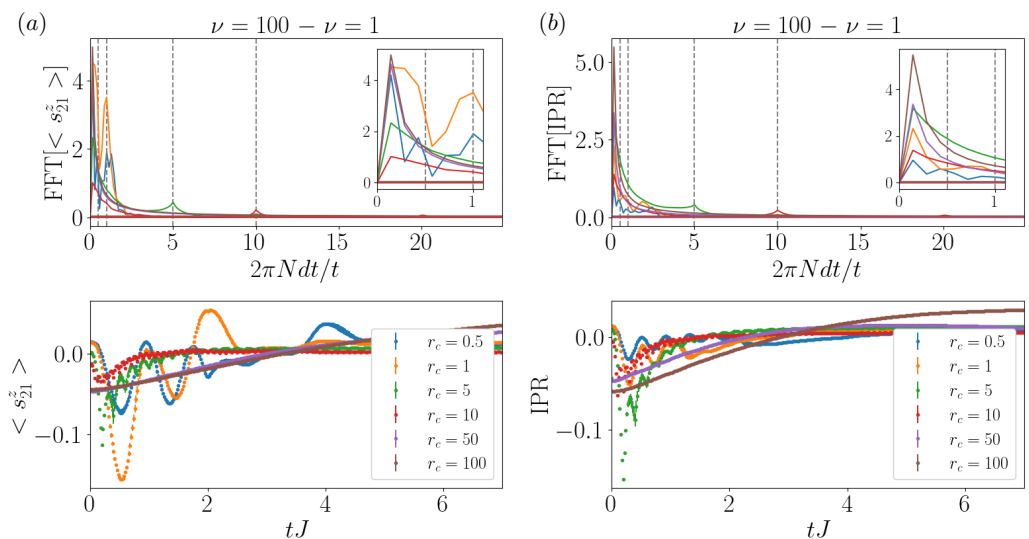 (a)
ν = 100 − ν = 1
FFT[< s^z_21 >]
4
2
0
0
5
10
15
20
2πNdt/t
4
2
0
0
1
(b)
ν = 100 − ν = 1
FFT[IPR]
5.0
2.5
0.0
0
5
10
15
20
2πNdt/t
4
2
0
0
1
< s^z_21 >
0.0
−0.1
0
2
4
6
tJ
r_c = 0.5
r_c = 1
r_c = 5
r_c = 10
r_c = 50
r_c = 100
IPR
0.0
−0.1
0
2
4
6
tJ
r_c = 0.5
r_c = 1
r_c = 5
r_c = 10
r_c = 50
r_c = 100